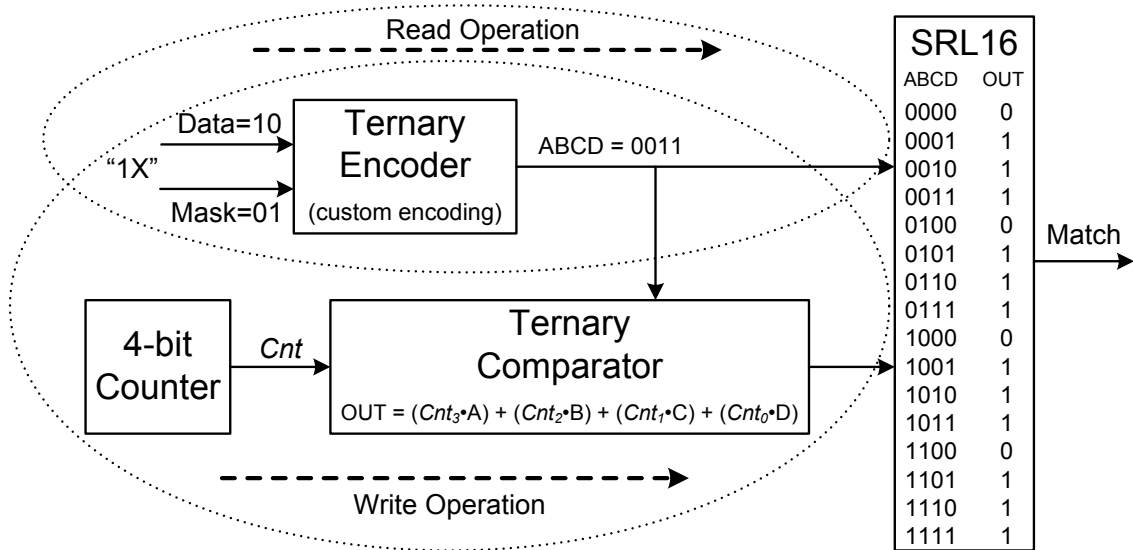 Read Operation
Data=10
“1X”
Mask=01
Ternary
Encoder
(custom encoding)
ABCD = 0011
4-bit
Counter
Cnt
Ternary
Comparator
OUT = (Cnt₃•A) + (Cnt₂•B) + (Cnt₁•C) + (Cnt₀•D)
Write Operation
SRL16
ABCD OUT
0000 0
0001 1
0010 1
0011 1
0100 0
0101 1
0110 1
0111 1
1000 0
1001 1
1010 1
1011 1
1100 0
1101 1
1110 1
1111 1
Match